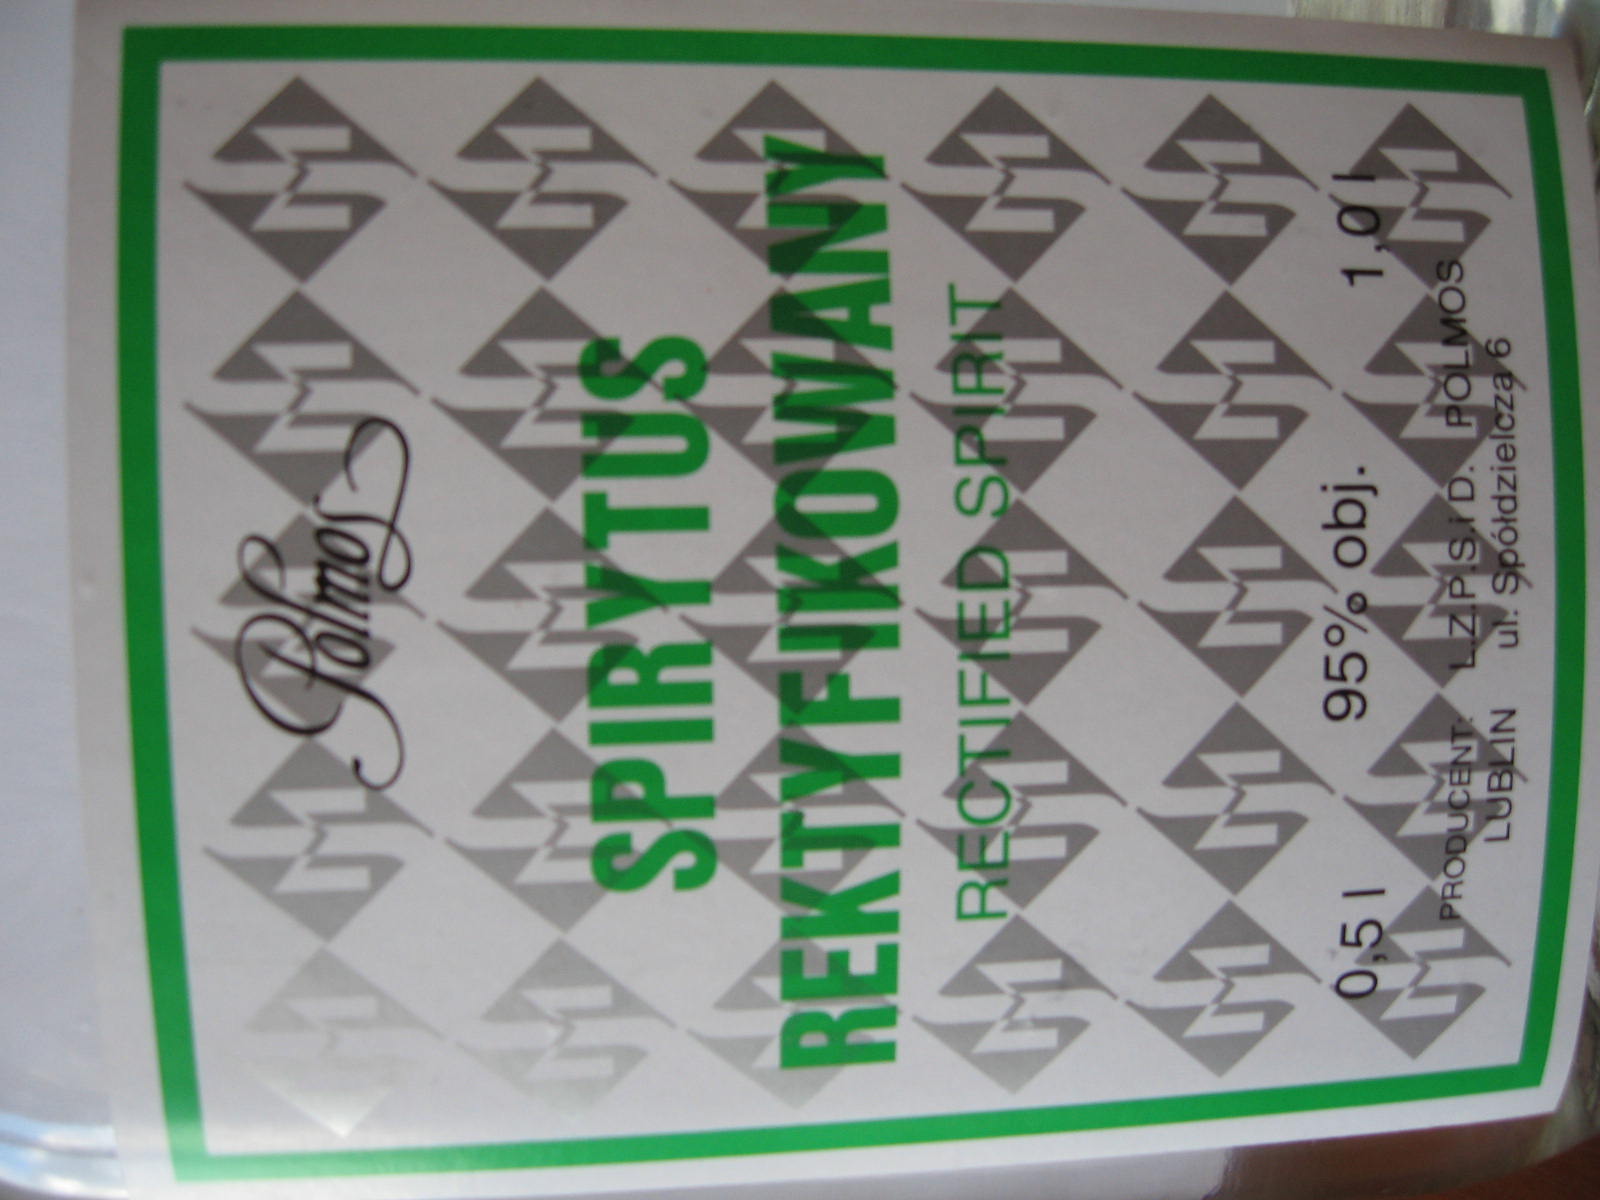 Polmos
SPIRYTUS
REKTYFIKOWANY
RECTIFIED SPIRIT
0,5 l 95% obj. 1,0 l
PRODUCENT: L.Z.P.S. i D. POLMOS
LUBLIN ul. Spółdzielcza 6